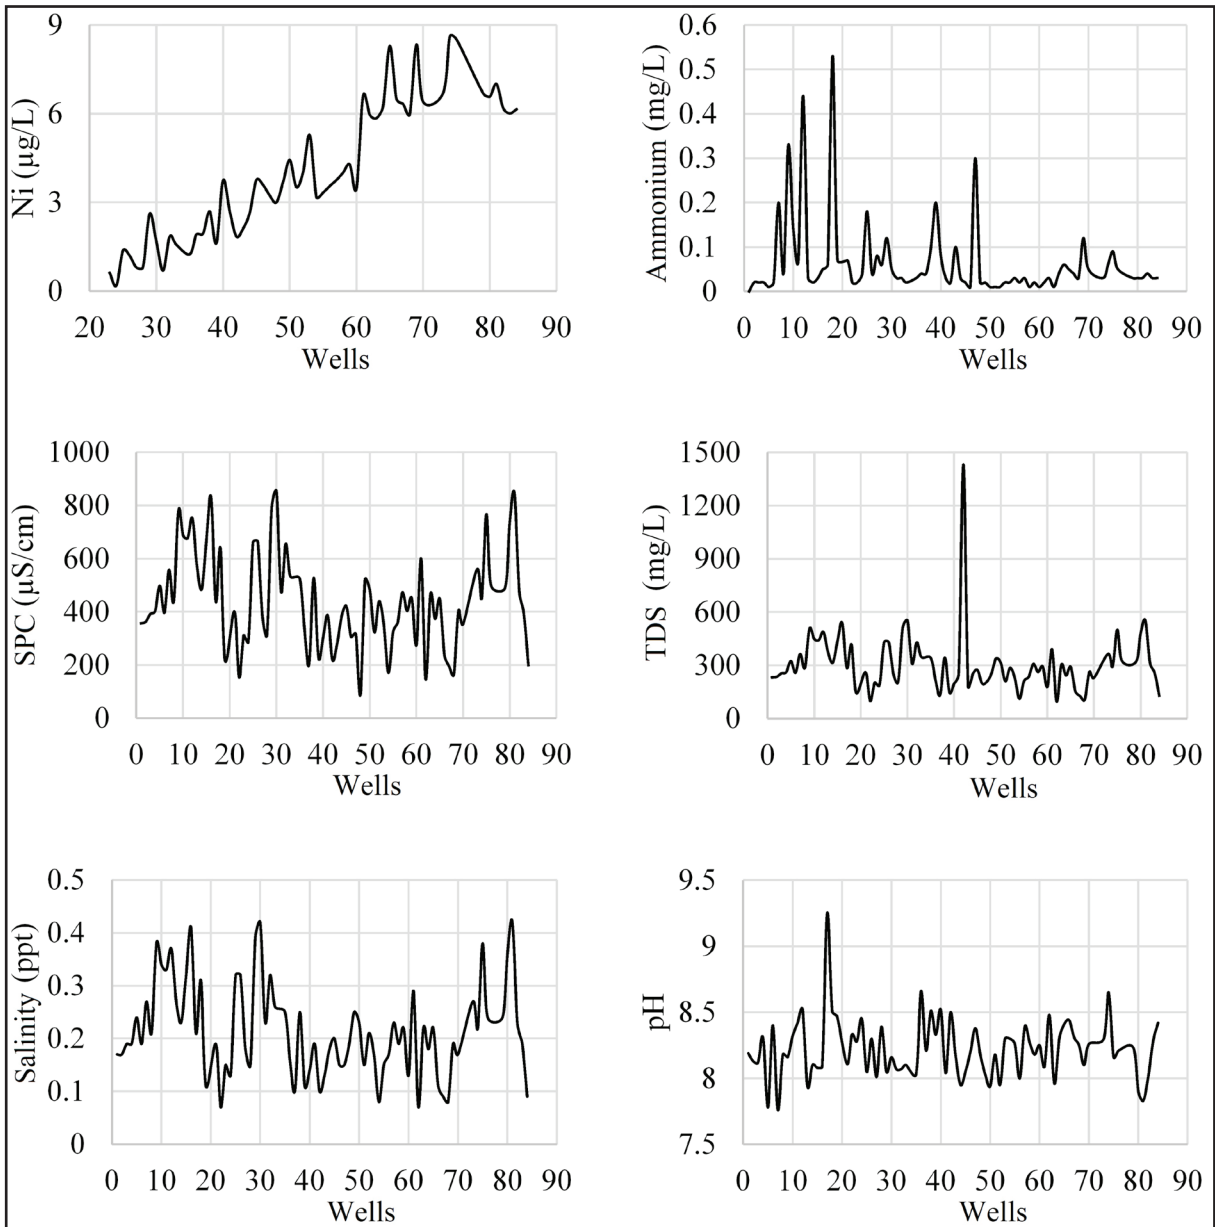 Ni (µg/L)
9
6
3
0
20 30 40 50 60 70 80 90
Wells
Ammonium (mg/L)
0.6
0.5
0.4
0.3
0.2
0.1
0
0 10 20 30 40 50 60 70 80 90
Wells
SPC (µS/cm)
1000
800
600
400
200
0
0 10 20 30 40 50 60 70 80 90
Wells
TDS (mg/L)
1500
1200
900
600
300
0
0 10 20 30 40 50 60 70 80 90
Wells
Salinity (ppt)
0.5
0.4
0.3
0.2
0.1
0
0 10 20 30 40 50 60 70 80 90
Wells
pH
9.5
9
8.5
8
7.5
0 10 20 30 40 50 60 70 80 90
Wells